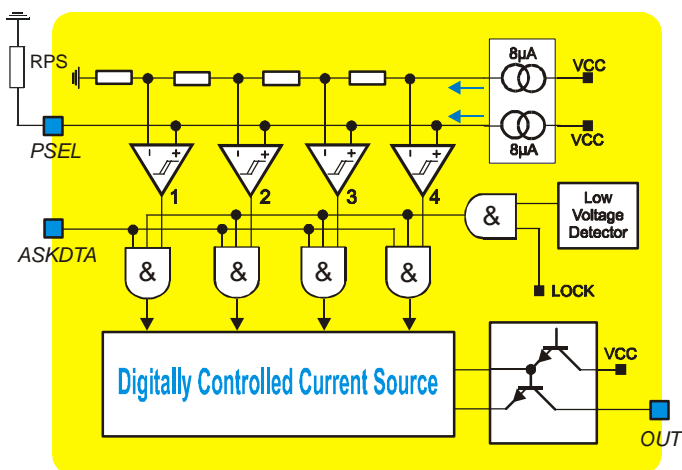 RPS
8µA
VCC
VCC
8µA
PSEL
1
2
3
4
ASKDTA
&
Low
Voltage
Detector
&
&
&
&
LOCK
Digitally Controlled Current Source
VCC
OUT